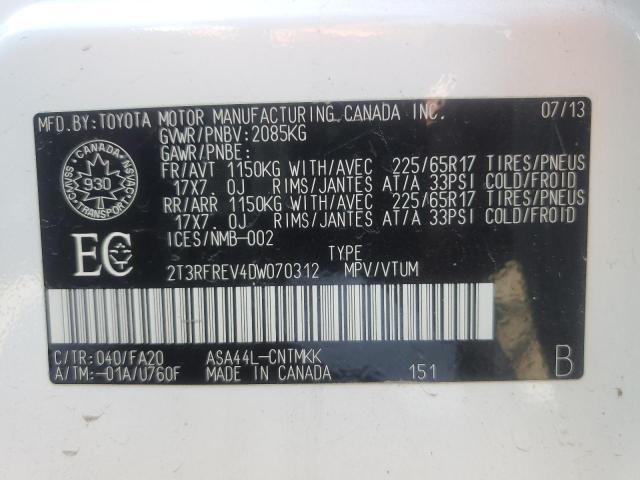 MFD.BY:TOYOTA MOTOR MANUFACTURING CANADA INC. 07/13
GVWR/PNBV:2085KG
GAWR/PNBE:
FR/AVT 1150KG WITH/AVEC 225/65R17 TIRES/PNEUS
17X7.0J RIMS/JANTES AT/A 33PSI COLD/FROID
RR/ARR 1150KG WITH/AVEC 225/65R17 TIRES/PNEUS
17X7.0J RIMS/JANTES AT/A 33PSI COLD/FROID
CANADA
930
TRANSPORT
NSVAC
ICES/NMB-002
TYPE
EC
2T3RFREV4DW070312 MPV/VTUM
C/TR:040/FA20 ASA44L-CNTMKK
A/TM:-01A/U760F MADE IN CANADA 151 B